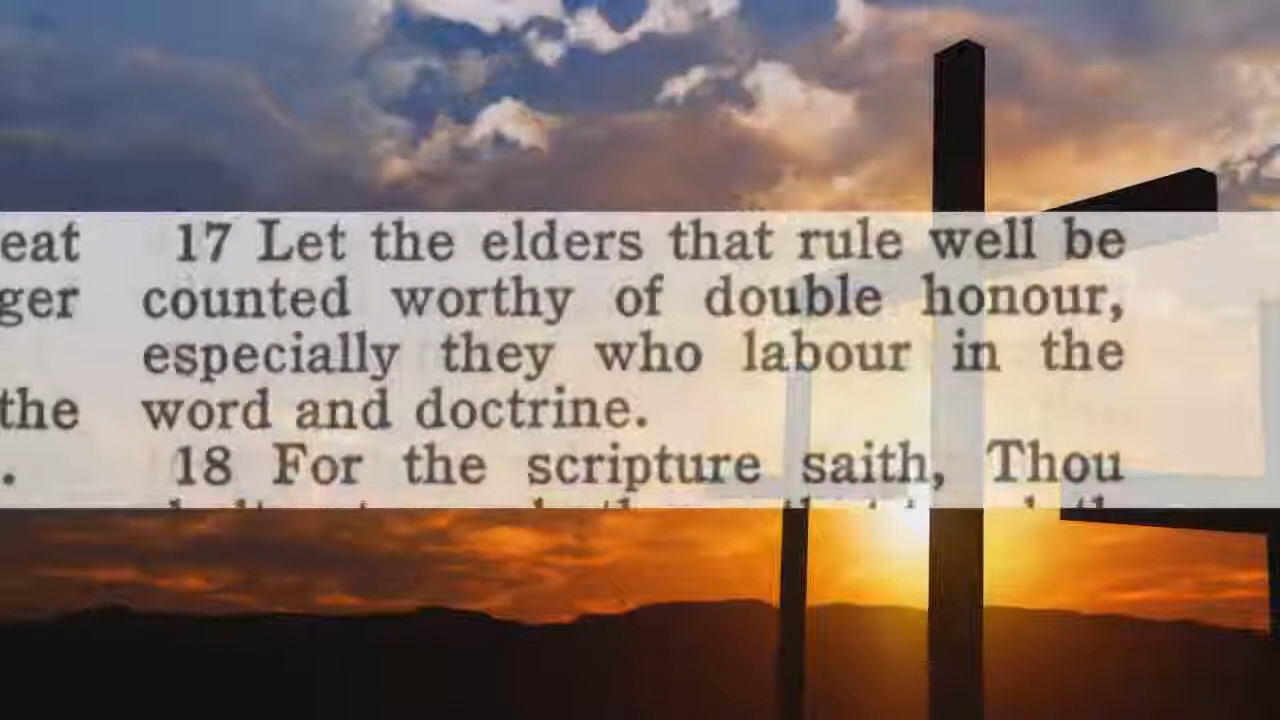 eat
ger
the
.
17 Let the elders that rule well be
counted worthy of double honour,
especially they who labour in the
word and doctrine.
18 For the scripture saith, Thou